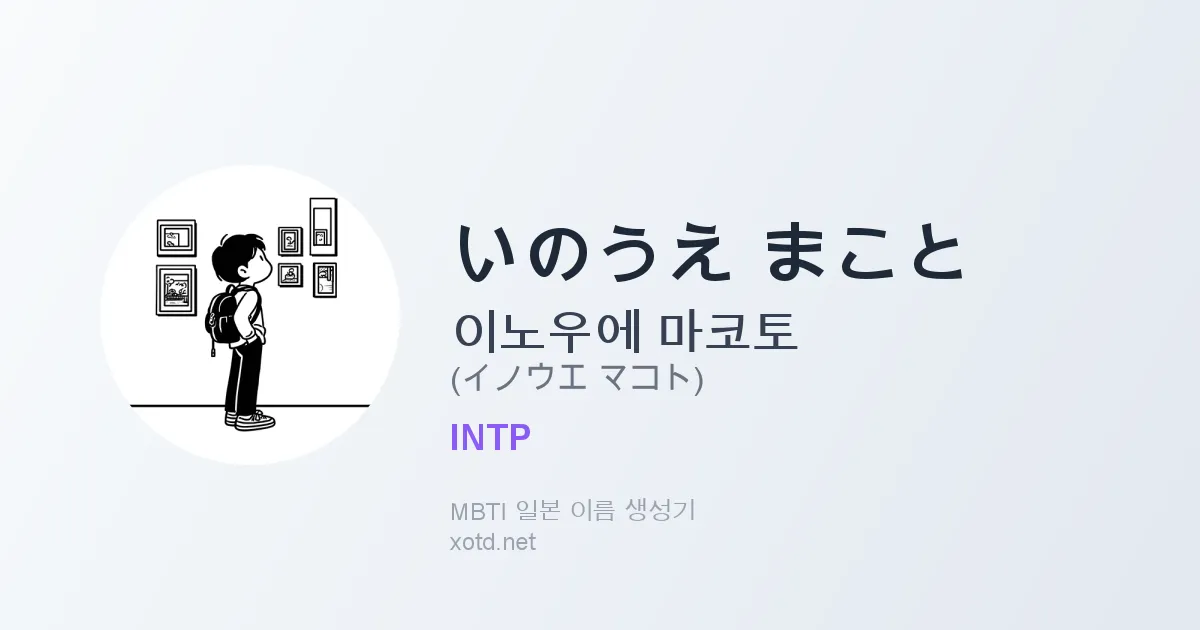 いのうえ まこと
이노우에 마코토
(イノウエ マコト)
INTP
MBTI 일본 이름 생성기
xotd.net